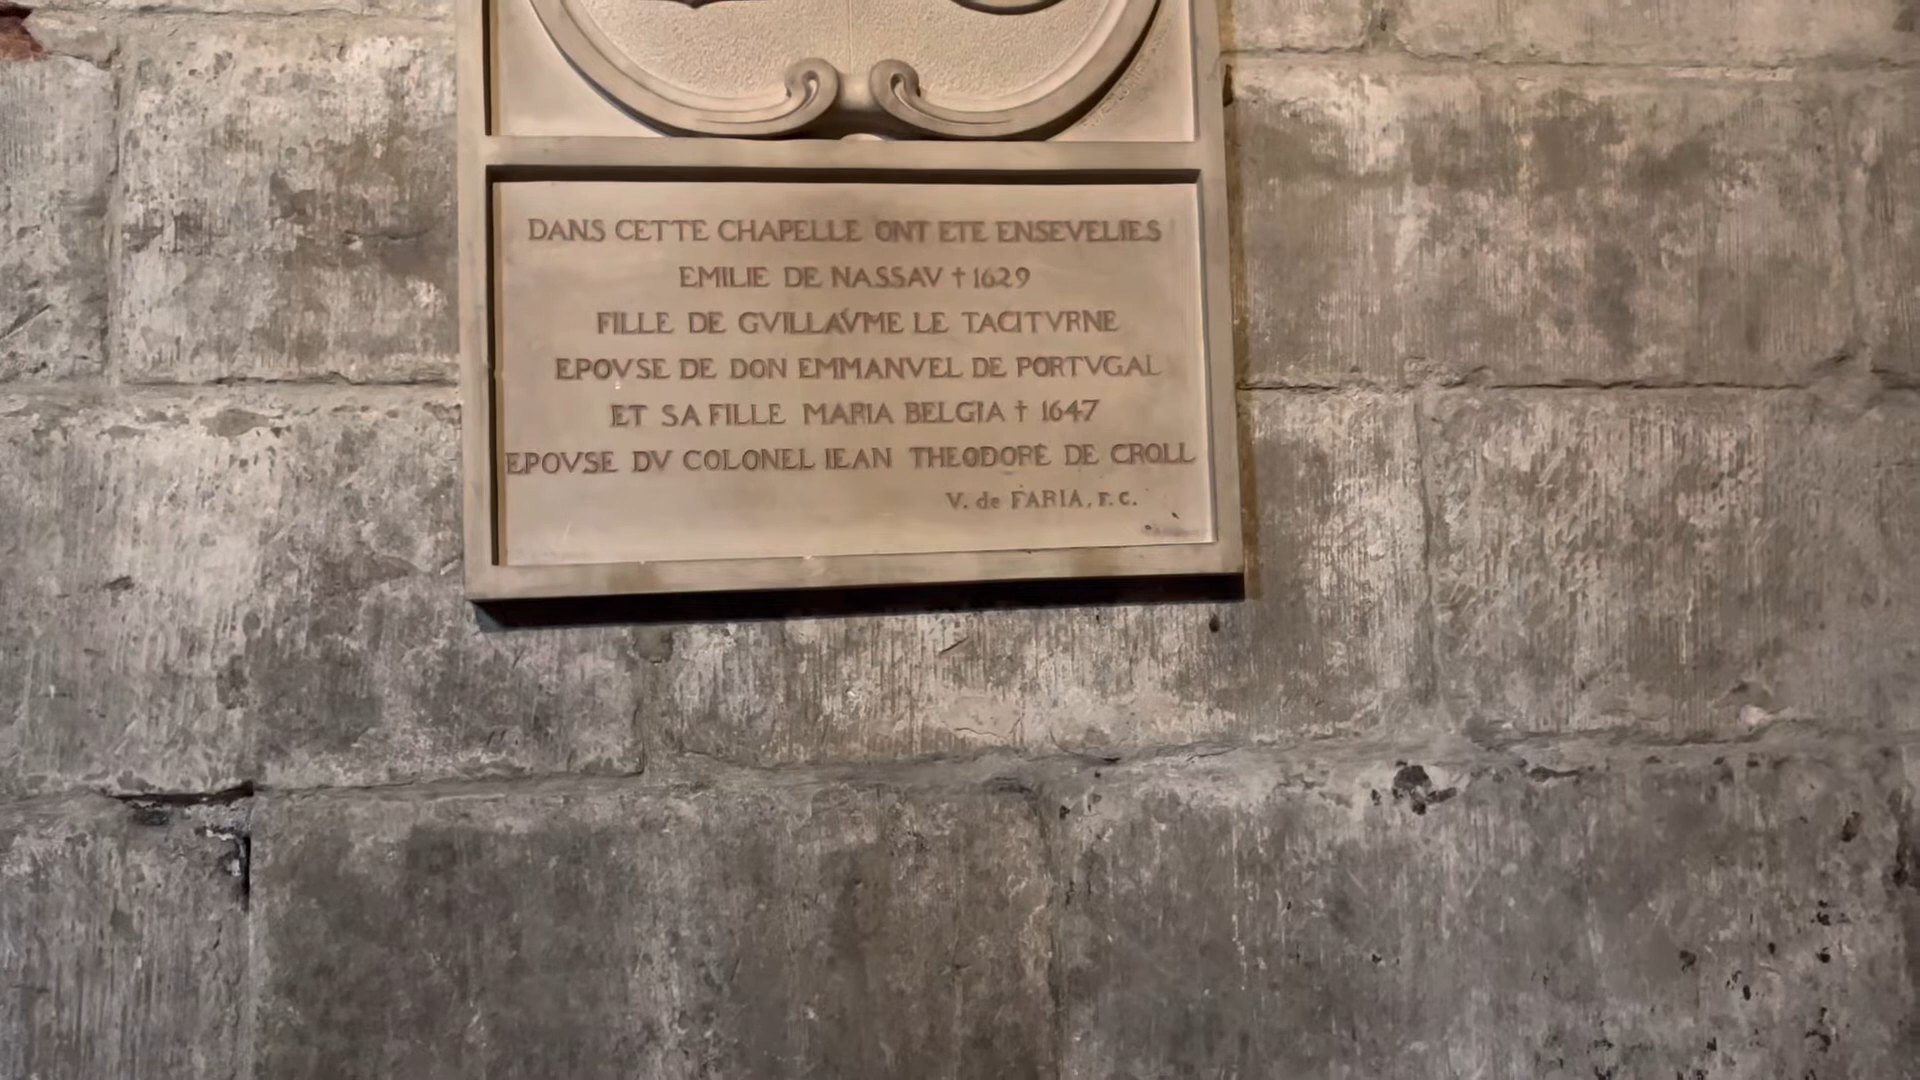 DANS CETTE CHAPELLE ONT ETE ENSEVELIES
EMILIE DE NASSAV † 1629
FILLE DE GVILLAVME LE TACITVRNE
EPOVSE DE DON EMMANVEL DE PORTVGAL
ET SA FILLE MARIA BELGIA † 1647
EPOVSE DV COLONEL IEAN THEODORE DE CROLL
V. de FARIA, F. C.